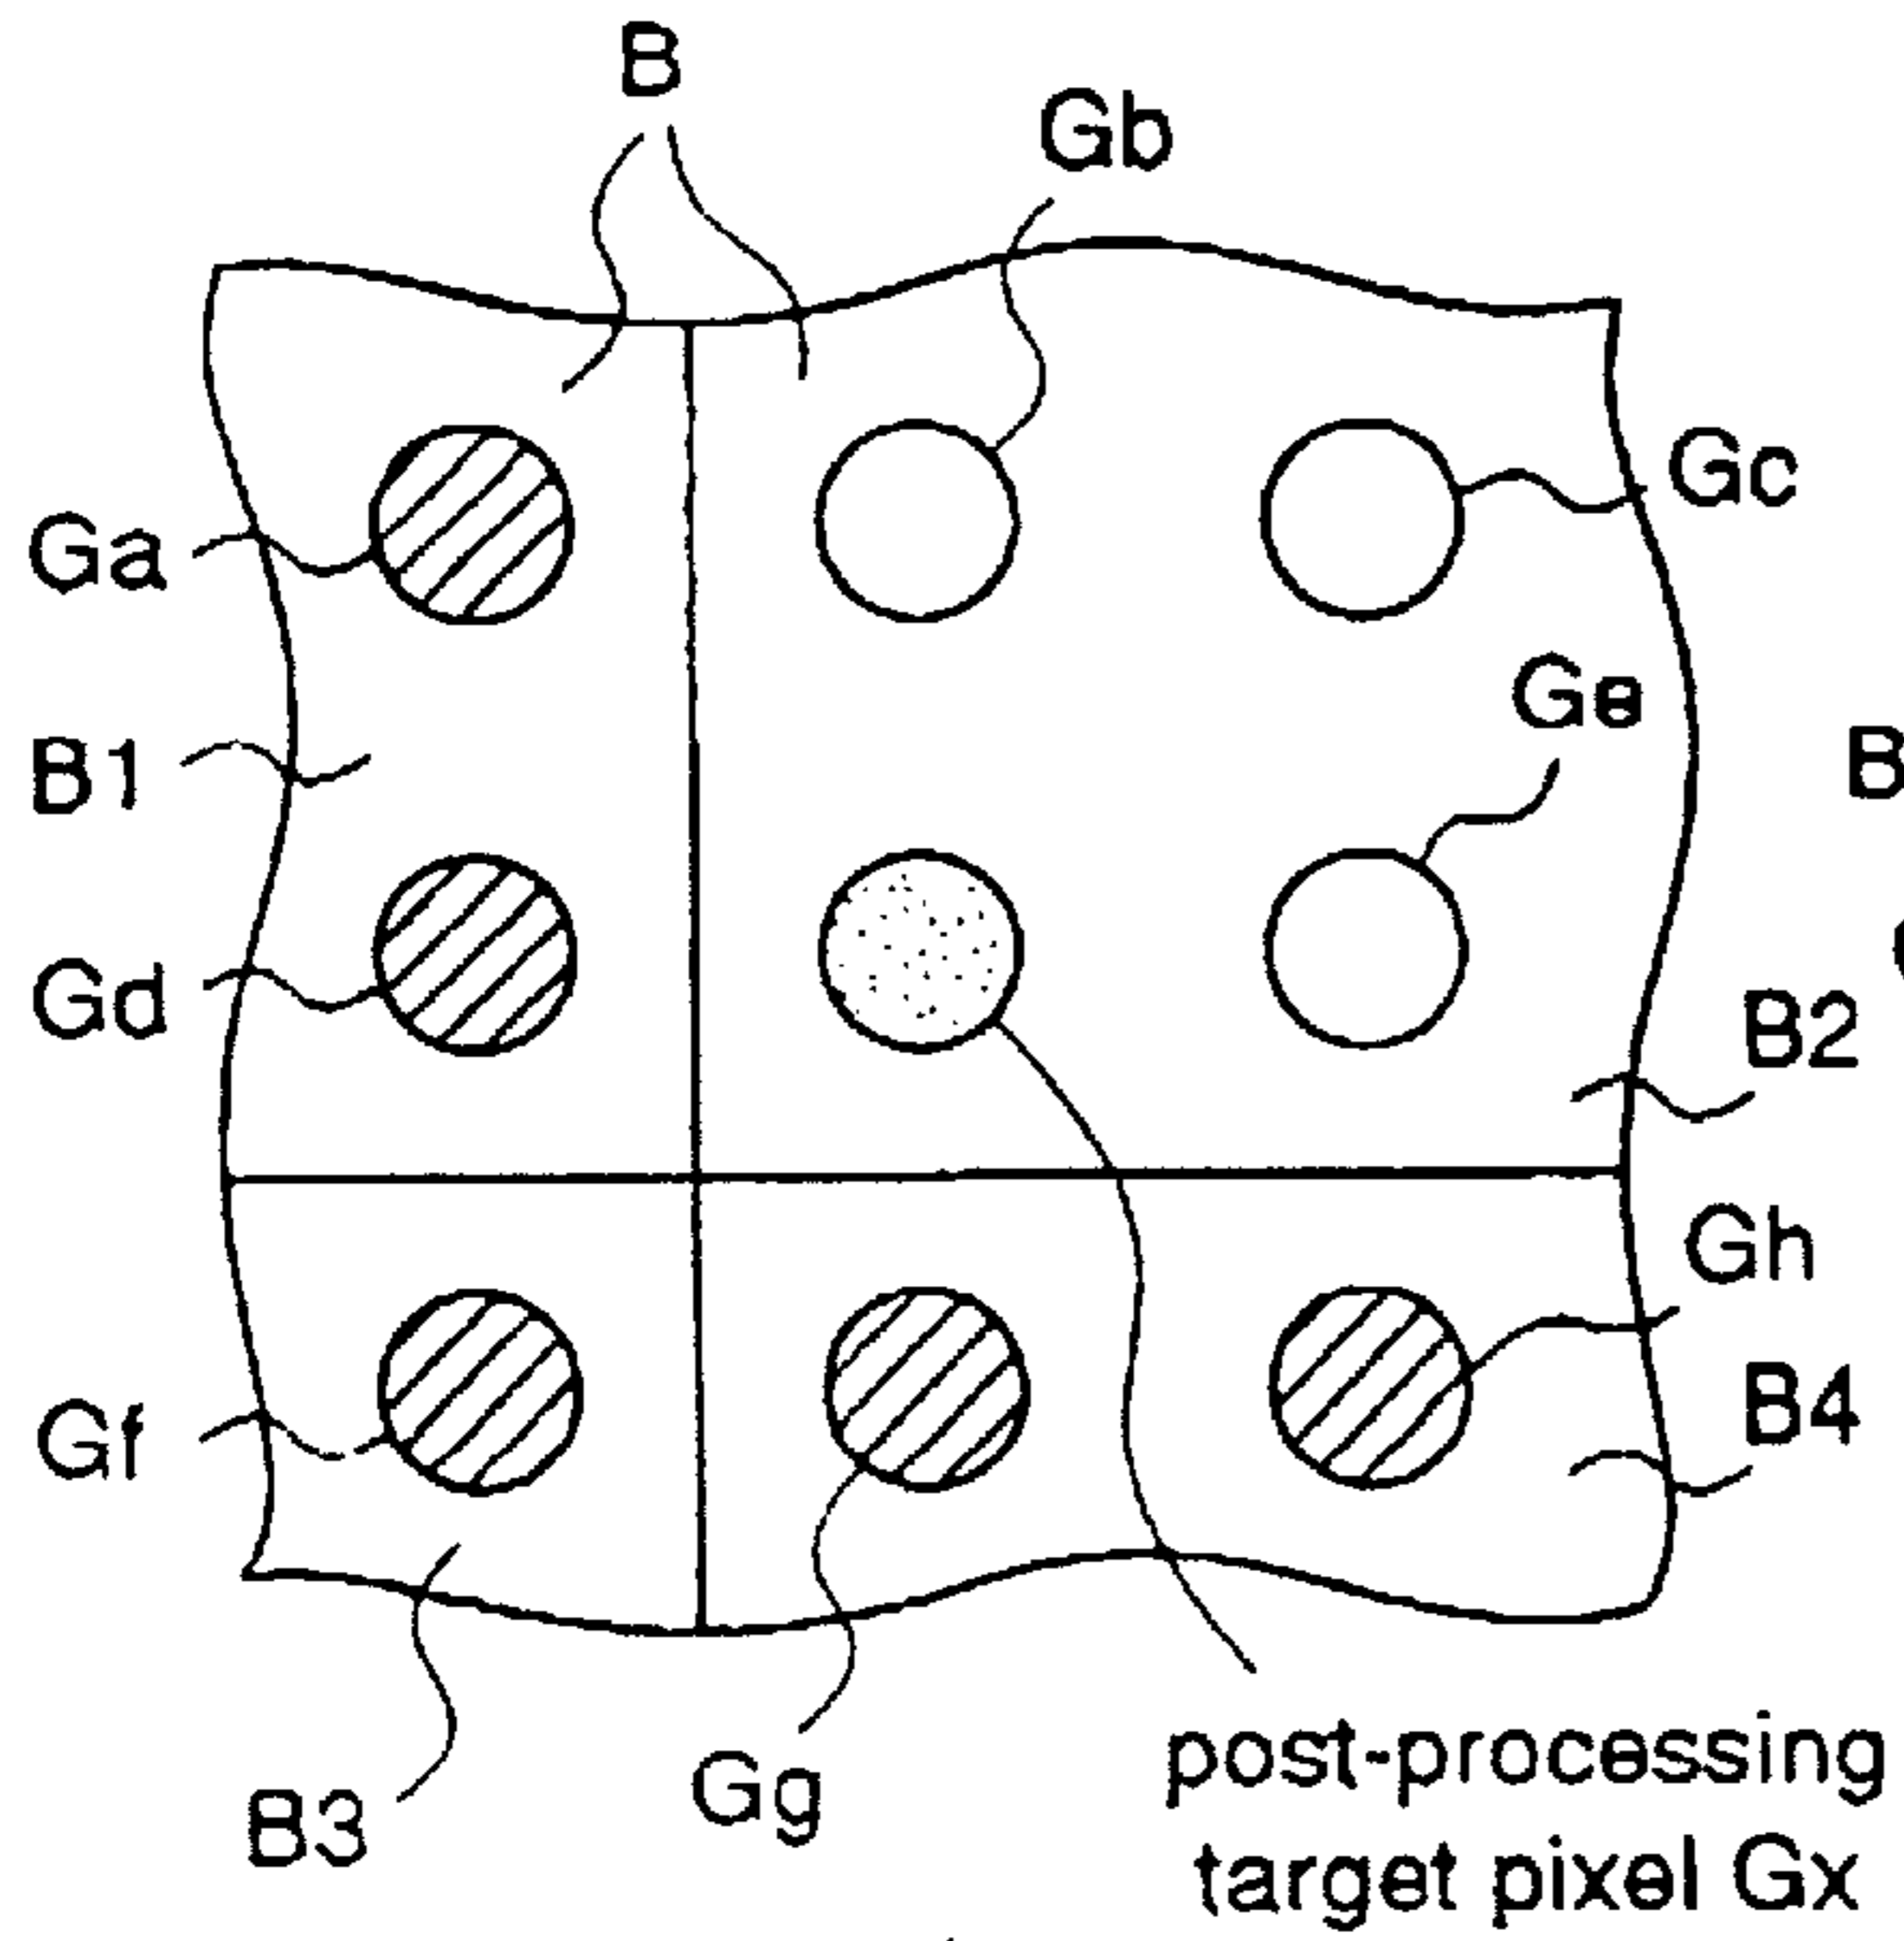 B
Gb
Gc
Ga
Ge
B1
B
Gd
B2
Gh
B4
Gf
Gg
B3
post-processing
target pixel Gx